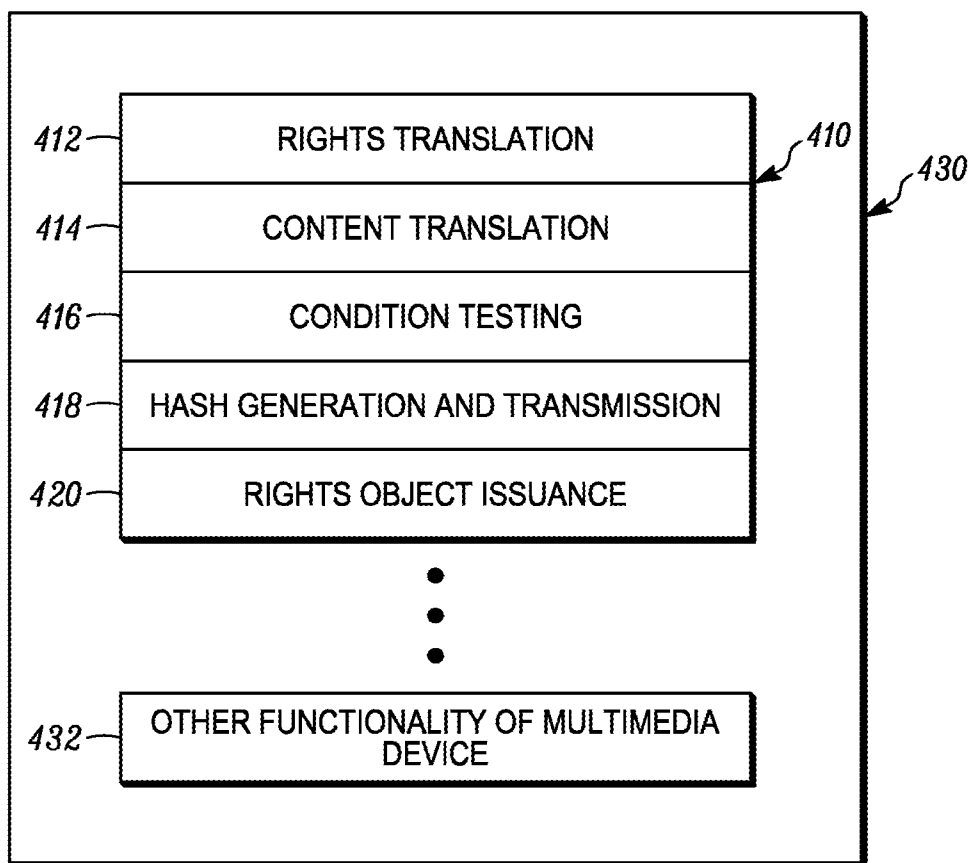 412
RIGHTS TRANSLATION
410
430
414
CONTENT TRANSLATION
416
CONDITION TESTING
418
HASH GENERATION AND TRANSMISSION
420
RIGHTS OBJECT ISSUANCE
432
OTHER FUNCTIONALITY OF MULTIMEDIA
DEVICE